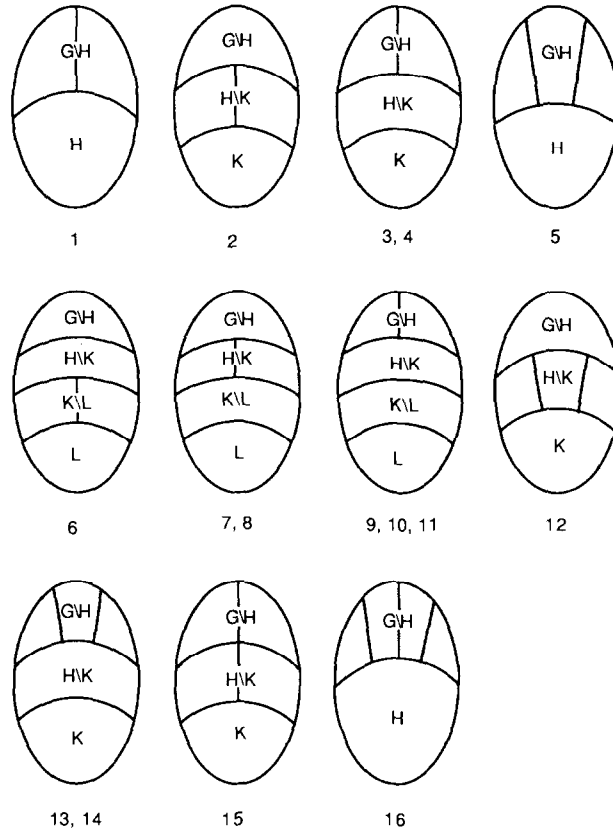 G\H G\H G\H G\H
H H\K H\K H
K K
1 2 3, 4 5
G\H G\H G\H G\H
H\K H\K H\K H\K
K\L K\L K\L K
L L L
6 7, 8 9, 10, 11 12
G\H G\H G\H
H\K H\K H
K K
13, 14 15 16